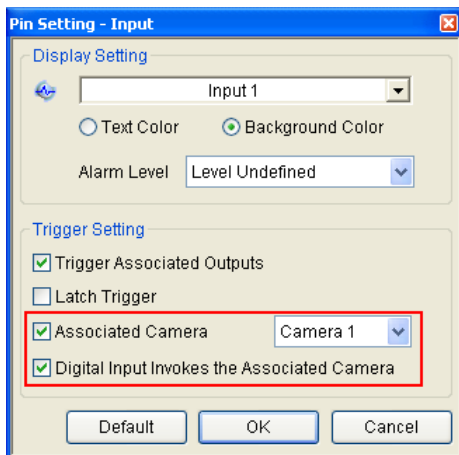 Pin Setting - Input
Display Setting
Input 1
Text Color Background Color
Alarm Level Level Undefined
Trigger Setting
Trigger Associated Outputs
Latch Trigger
Associated Camera Camera 1
Digital Input Invokes the Associated Camera
Default OK Cancel